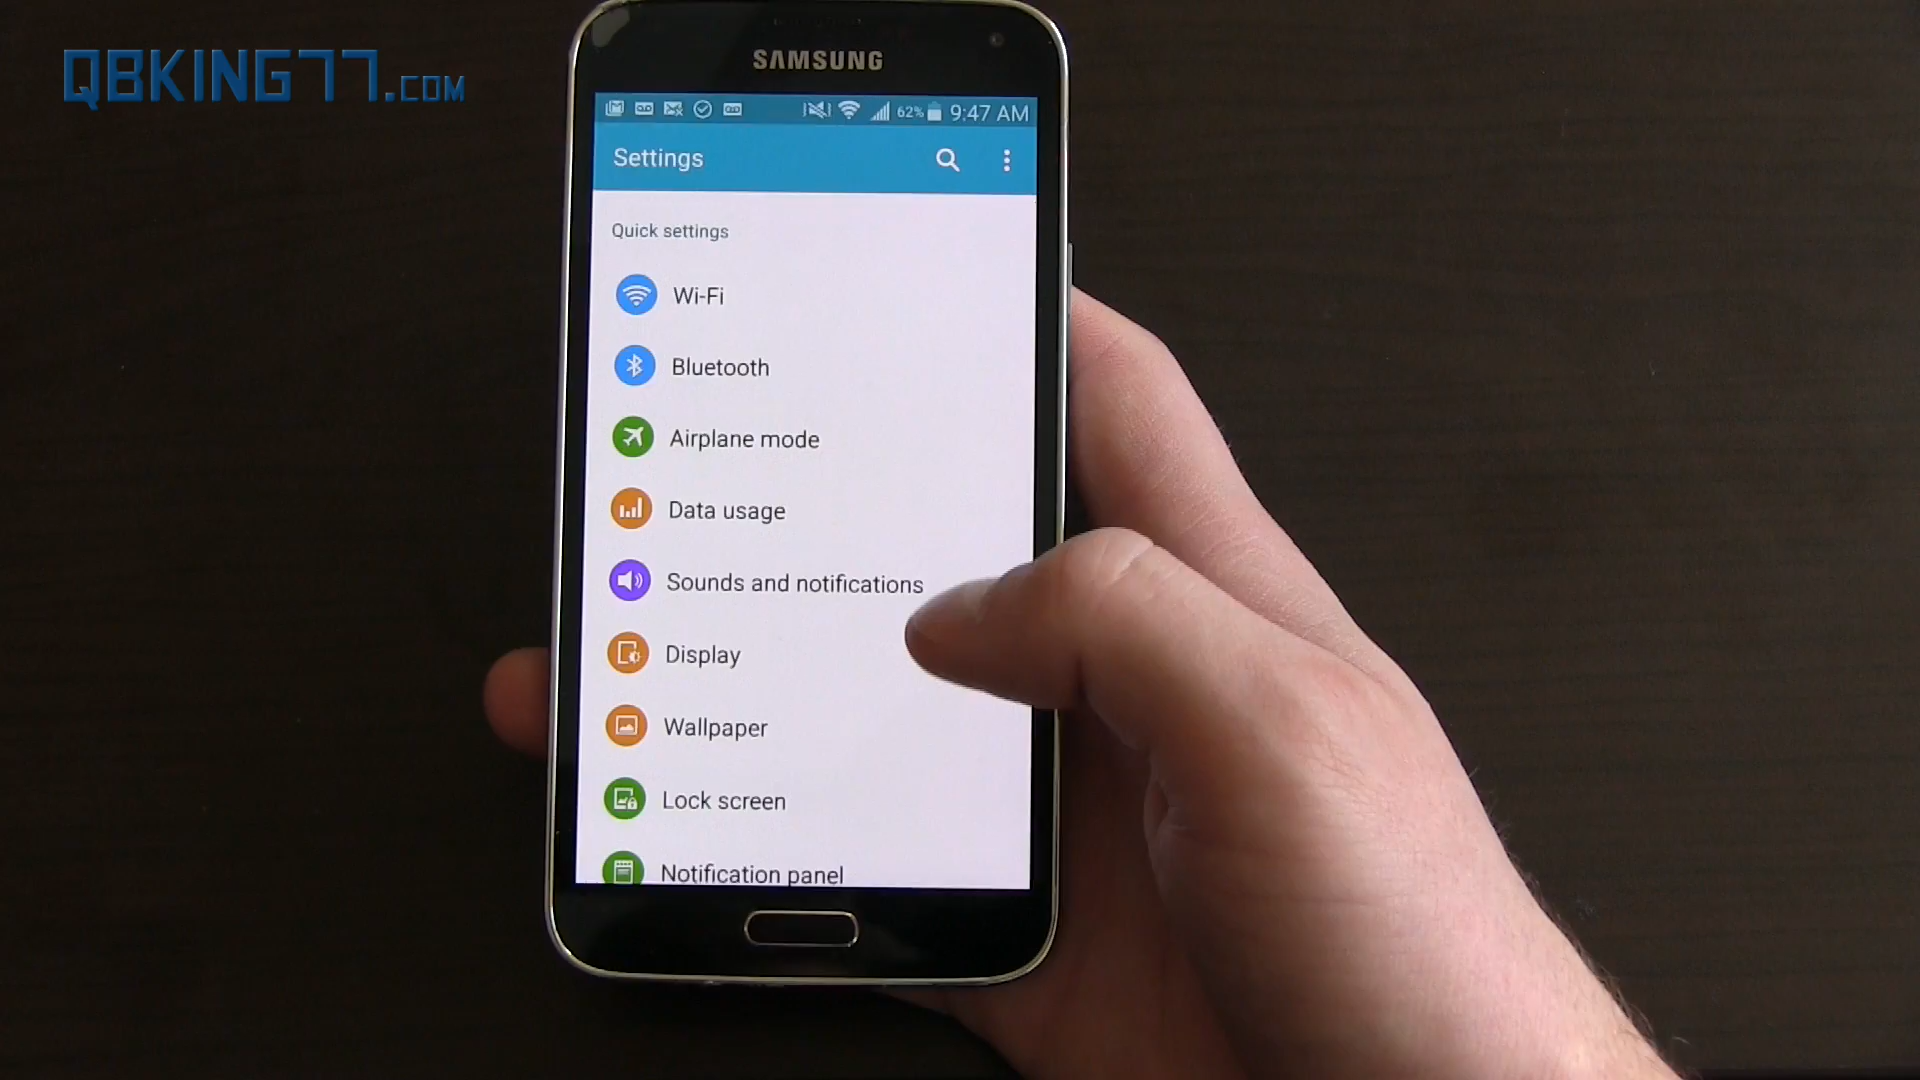 QBKING77.COM
SAMSUNG
62% 9:47 AM
Settings
Quick settings
Wi-Fi
Bluetooth
Airplane mode
Data usage
Sounds and notifications
Display
Wallpaper
Lock screen
Notification panel